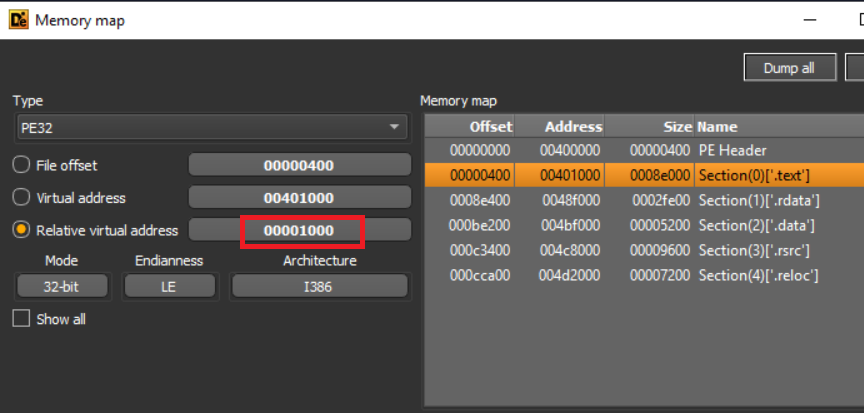 Memory map
Dump all
Type
PE32
File offset 00000400
Virtual address 00401000
Relative virtual address 00001000
Mode Endianness Architecture
32-bit LE I386
Show all
Memory map
Offset Address Size Name
00000000 00400000 00000400 PE Header
00000400 00401000 0008e000 Section(0)['.text']
0008e400 0048f000 0002fe00 Section(1)['.rdata']
000be200 004bf000 00005200 Section(2)['.data']
000c3400 004c8000 00009600 Section(3)['.rsrc']
000cca00 004d2000 00007200 Section(4)['.reloc']